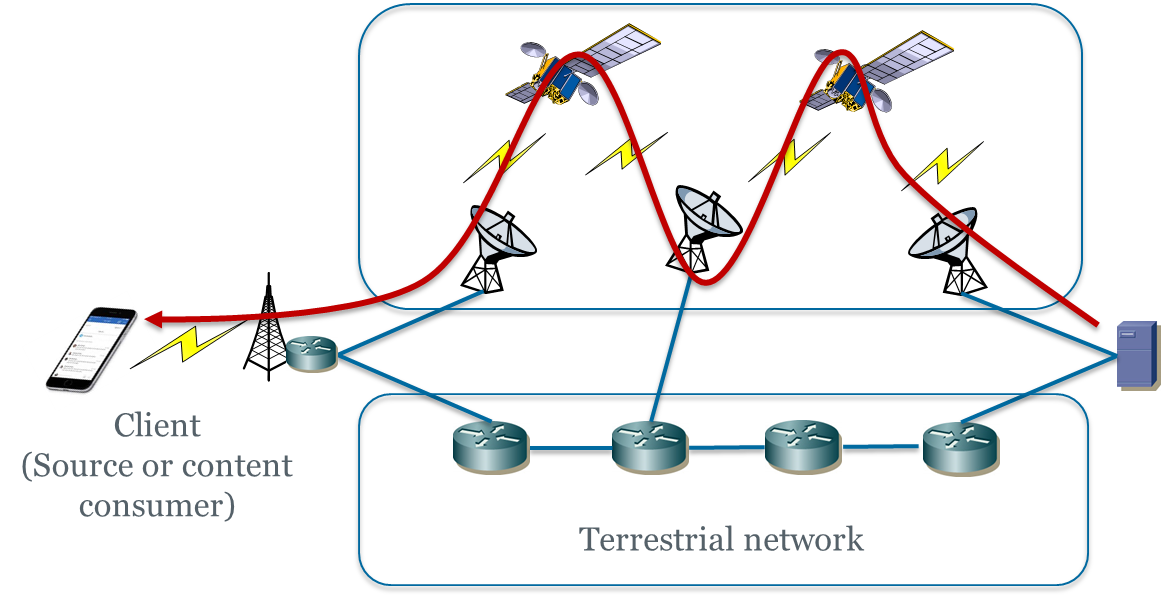 Client
(Source or content
consumer)
Terrestrial network